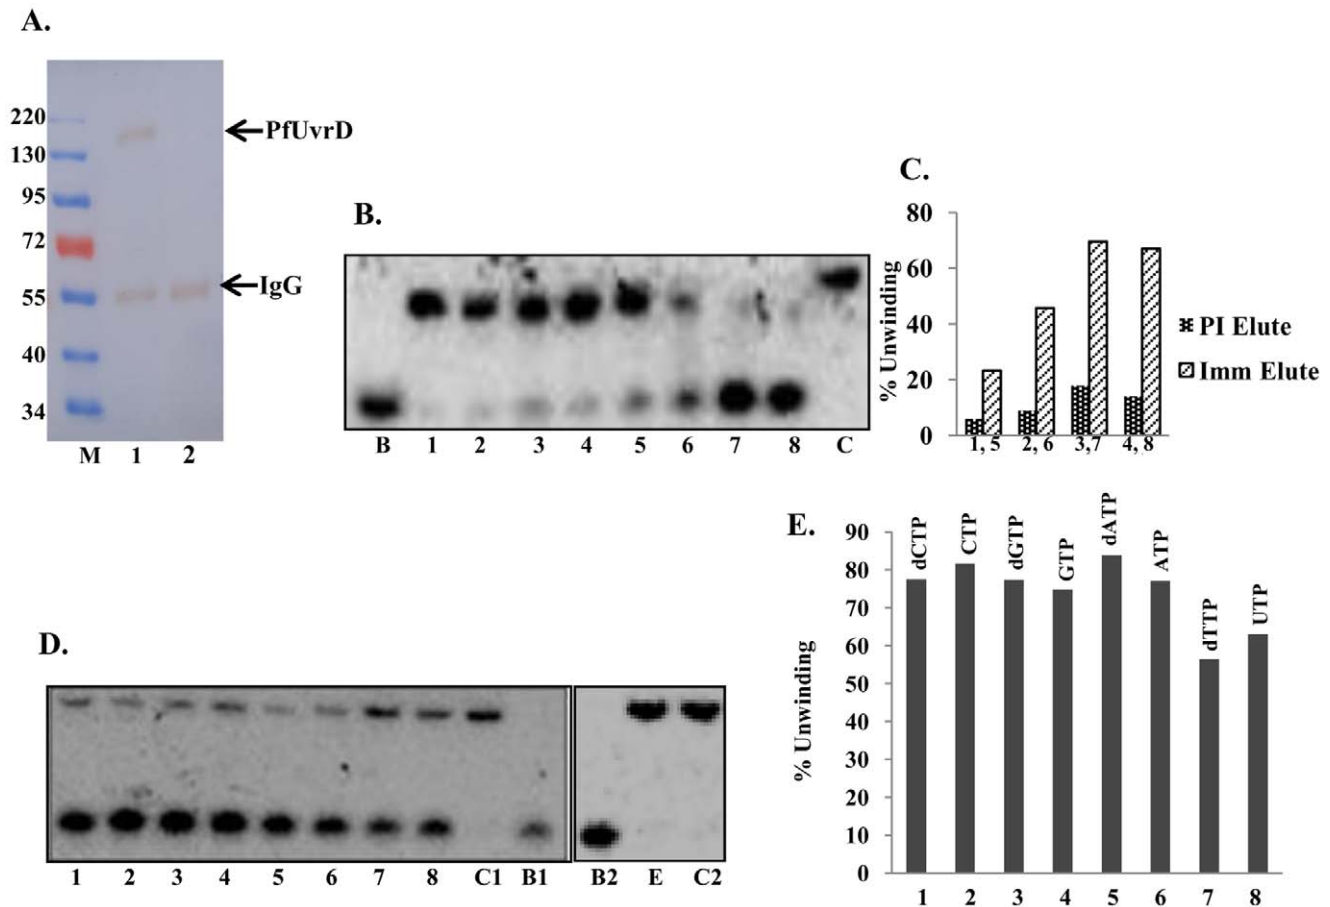 A.
220
130
95
72
55
40
34
PfUvrD
IgG
M 1 2
B.
B 1 2 3 4 5 6 7 8 C
C.
% Unwinding
80
60
40
20
0
1, 5 2, 6 3,7 4, 8
PI Elute
Imm Elute
D.
1 2 3 4 5 6 7 8 C1 B1 B2 E C2
E.
% Unwinding
90
80
70
60
50
40
30
20
10
0
dCTP CTP dGTP GTP dATP ATP dTTP UTP
1 2 3 4 5 6 7 8